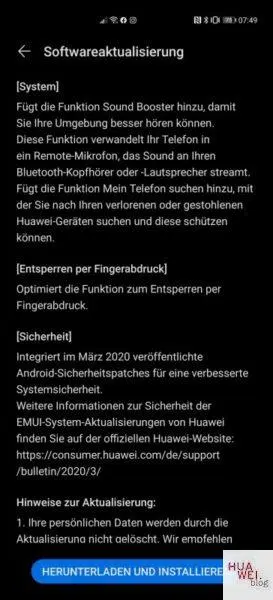 07:49
Softwareaktualisierung
[System]
Fügt die Funktion Sound Booster hinzu, damit
Sie Ihre Umgebung besser hören können.
Diese Funktion verwandelt Ihr Telefon in
ein Remote-Mikrofon, das Sound an Ihren
Bluetooth-Kopfhörer oder -Lautsprecher streamt.
Fügt die Funktion Mein Telefon suchen hinzu, mit
der Sie nach Ihren verlorenen oder gestohlenen
Huawei-Geräten suchen und diese schützen
können.
[Entsperren per Fingerabdruck]
Optimiert die Funktion zum Entsperren per
Fingerabdruck.
[Sicherheit]
Integriert im März 2020 veröffentlichte
Android-Sicherheitspatches für eine verbesserte
Systemsicherheit.
Weitere Informationen zur Sicherheit der
EMUI-System-Aktualisierungen von Huawei
finden Sie auf der offiziellen Huawei-Website:
https://consumer.huawei.com/de/support
/bulletin/2020/3/
Hinweise zur Aktualisierung:
1. Ihre persönlichen Daten werden durch die
Aktualisierung nicht gelöscht. Wir empfehlen
HERUNTERLADEN UND INSTALLIERE
HUA
WEI.
blog